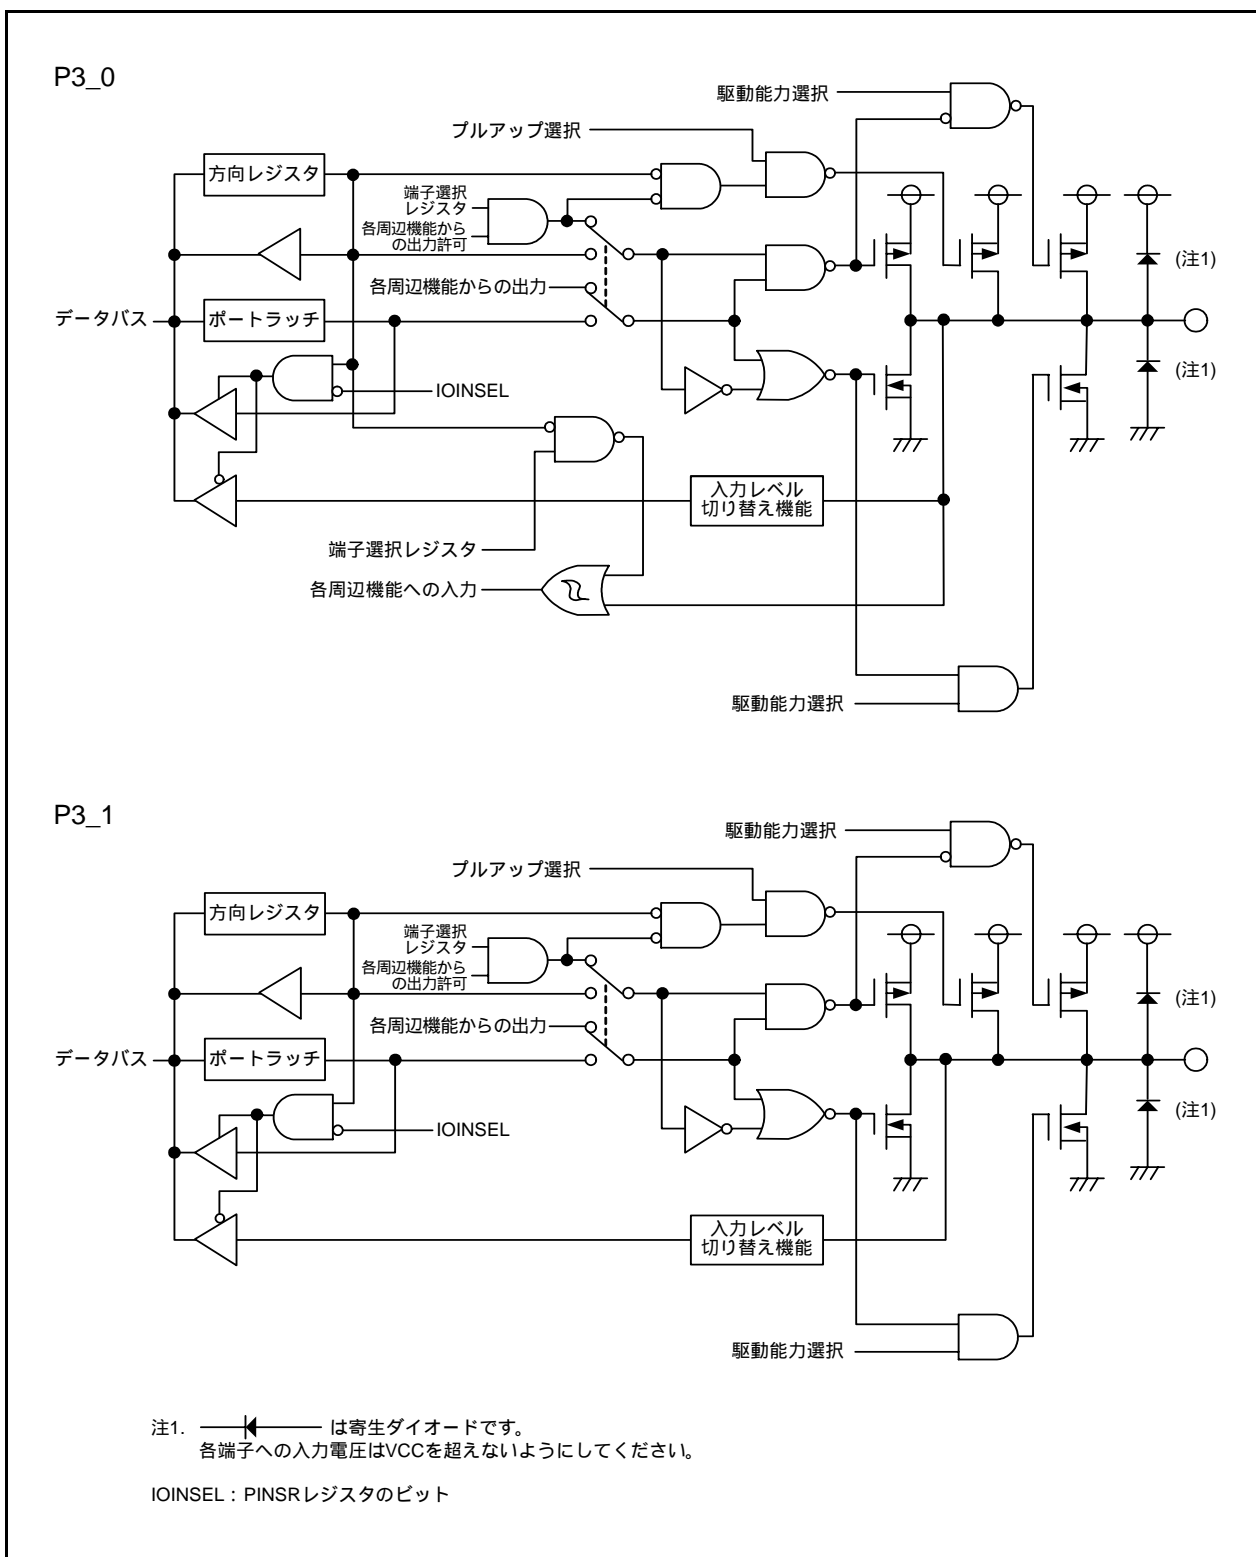 P3_0
駆動能力選択
プルアップ選択
方向レジスタ
端子選択
レジスタ
各周辺機能から
の出力許可
(注1)
各周辺機能からの出力
データバス
ポートラッチ
(注1)
IOINSEL
入力レベル
切り替え機能
端子選択レジスタ
各周辺機能への入力
駆動能力選択
P3_1
駆動能力選択
プルアップ選択
方向レジスタ
端子選択
レジスタ
各周辺機能から
の出力許可
(注1)
各周辺機能からの出力
データバス
ポートラッチ
(注1)
IOINSEL
入力レベル
切り替え機能
駆動能力選択
注1. は寄生ダイオードです。
各端子への入力電圧はVCCを超えないようにしてください。
IOINSEL：PINSRレジスタのビット